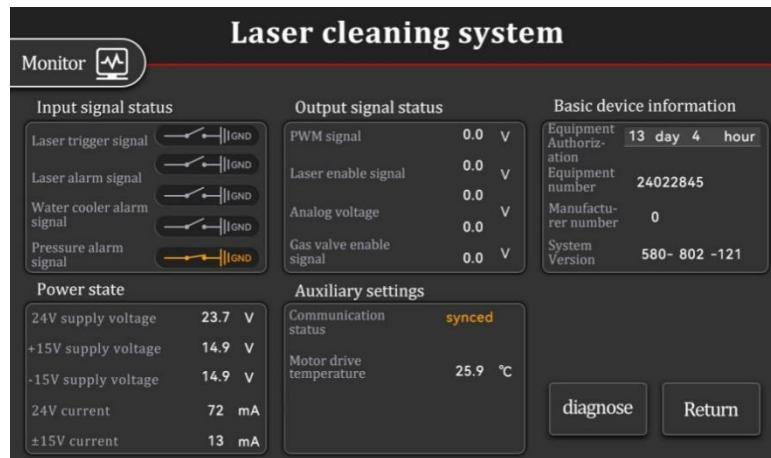 Laser cleaning system
Monitor
Input signal status
Laser trigger signal
GND
GND
Laser alarm signal
GND
Water cooler alarm
signal
GND
Pressure alarm
signal
GND
Output signal status
PWM signal 0.0 V
Laser enable signal 0.0 V
0.0
Analog voltage V
0.0
Gas valve enable
signal 0.0 V
Basic device information
Equipment
Authoriz-
ation
13 day 4 hour
Equipment
number
24022845
Manufactu-
rer number
0
System
Version
580- 802 -121
Power state
24V supply voltage 23.7 V
+15V supply voltage 14.9 V
-15V supply voltage 14.9 V
24V current 72 mA
±15V current 13 mA
Auxiliary settings
Communication
status
synced
Motor drive
temperature
25.9 ℃
diagnose
Return